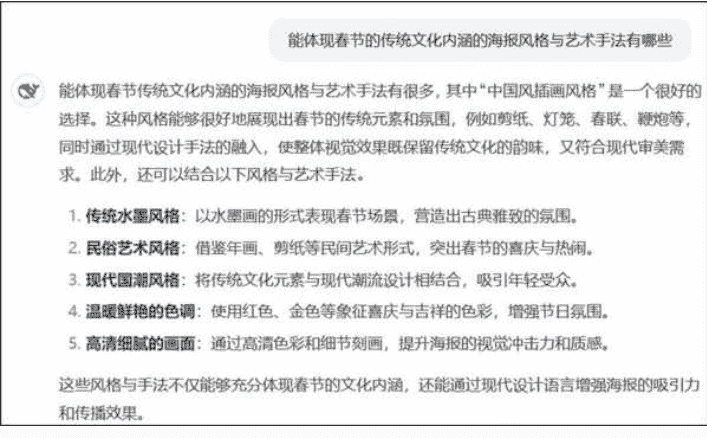 能体现春节的传统文化内涵的海报风格与艺术手法有哪些
能体现春节传统文化内涵的海报风格与艺术手法有很多，其中“中国风插画风格”是一个很好的
选择。这种风格能够很好地展现出春节的传统元素和氛围，例如剪纸、灯笼、春联、鞭炮等，
同时通过现代设计手法的融入，使整体视觉效果既保留传统文化的韵味，又符合现代审美需
求。此外，还可以结合以下风格与艺术手法。
1. 传统水墨风格：以水墨画的形式表现春节场景，营造出古典雅致的氛围。
2. 民俗艺术风格：借鉴年画、剪纸等民间艺术形式，突出春节的喜庆与热闹。
3. 现代国潮风格：将传统文化元素与现代潮流设计相结合，吸引年轻受众。
4. 温暖鲜艳的色调：使用红色、金色等象征喜庆与吉祥的色彩，增强节日氛围。
5. 高清细腻的画面：通过高清色彩和细节刻画，提升海报的视觉冲击力和质感。
这些风格与手法不仅能够充分体现春节的文化内涵，还能通过现代设计语言增强海报的吸引力
和传播效果。